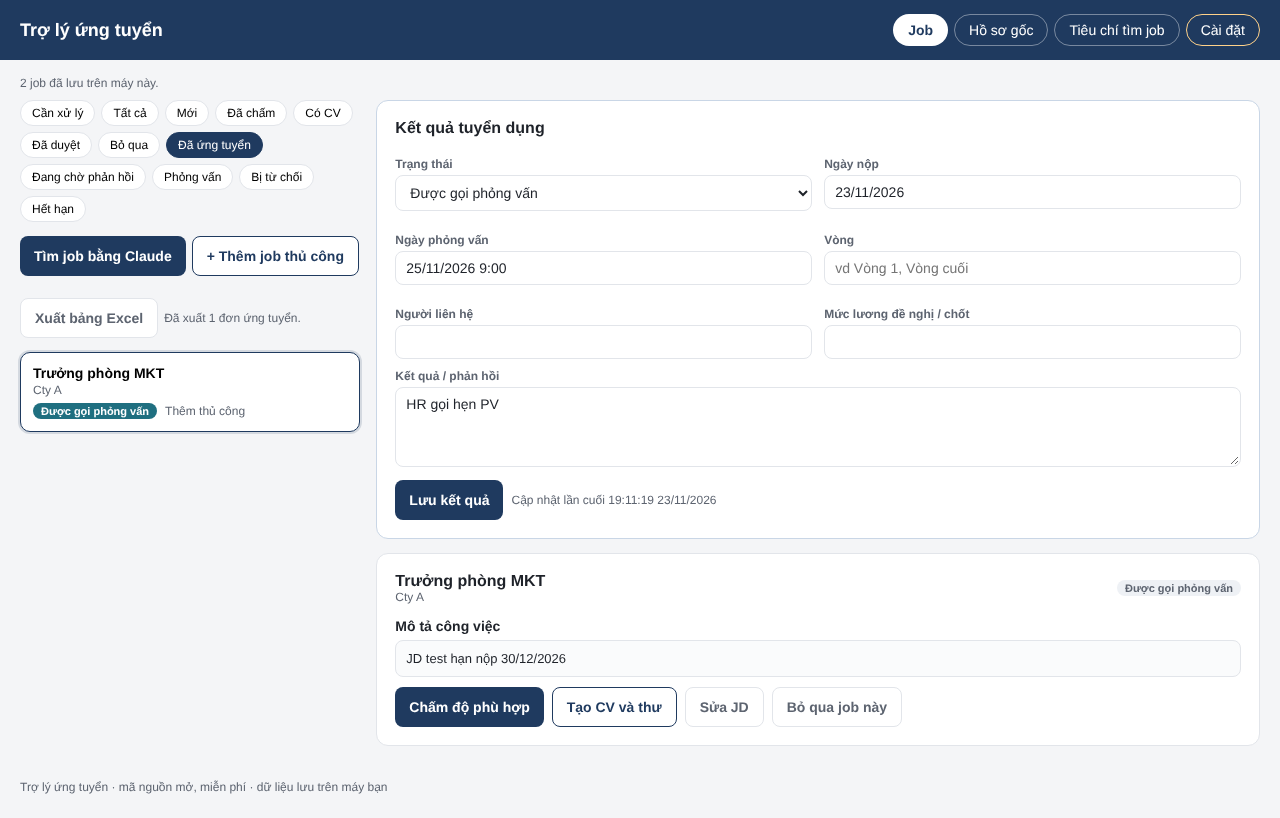 Trợ lý ứng tuyển
Job
Hồ sơ gốc
Tiêu chí tìm job
Cài đặt
2 job đã lưu trên máy này.
Cần xử lý
Tất cả
Mới
Đã chấm
Có CV
Đã duyệt
Bỏ qua
Đã ứng tuyển
Đang chờ phản hồi
Phỏng vấn
Bị từ chối
Hết hạn
Tìm job bằng Claude
+ Thêm job thủ công
Xuất bảng Excel
Đã xuất 1 đơn ứng tuyển.
Trưởng phòng MKT
Cty A
Được gọi phỏng vấn
Thêm thủ công
Kết quả tuyển dụng
Trạng thái
Ngày nộp
Được gọi phỏng vấn
23/11/2026
Ngày phỏng vấn
Vòng
25/11/2026 9:00
vd Vòng 1, Vòng cuối
Người liên hệ
Mức lương đề nghị / chốt
Kết quả / phản hồi
HR gọi hẹn PV
Lưu kết quả
Cập nhật lần cuối 19:11:19 23/11/2026
Trưởng phòng MKT
Cty A
Được gọi phỏng vấn
Mô tả công việc
JD test hạn nộp 30/12/2026
Chấm độ phù hợp
Tạo CV và thư
Sửa JD
Bỏ qua job này
Trợ lý ứng tuyển · mã nguồn mở, miễn phí · dữ liệu lưu trên máy bạn